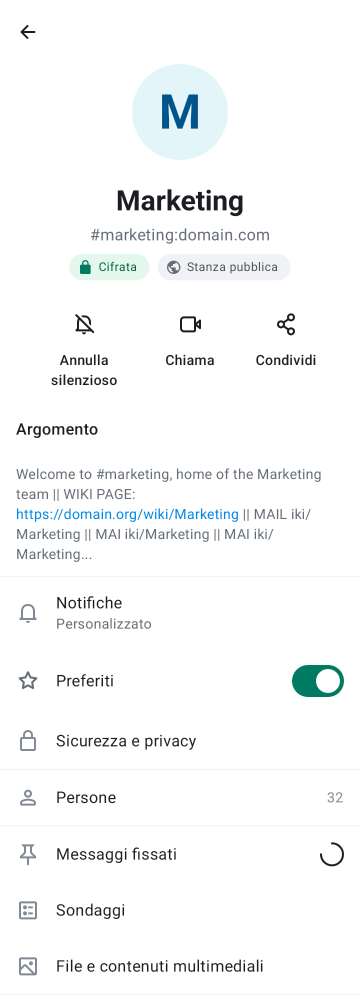 M
Marketing
#marketing:domain.com
Cifrata
Stanza pubblica
Annulla
silenzioso
Chiama
Condividi
Argomento
Welcome to #marketing, home of the Marketing
team || WIKI PAGE:
https://domain.org/wiki/Marketing || MAIL iki/
Marketing || MAI iki/Marketing || MAI iki/
Marketing...
Notifiche
Personalizzato
Preferiti
Sicurezza e privacy
Persone
32
Messaggi fissati
Sondaggi
File e contenuti multimediali